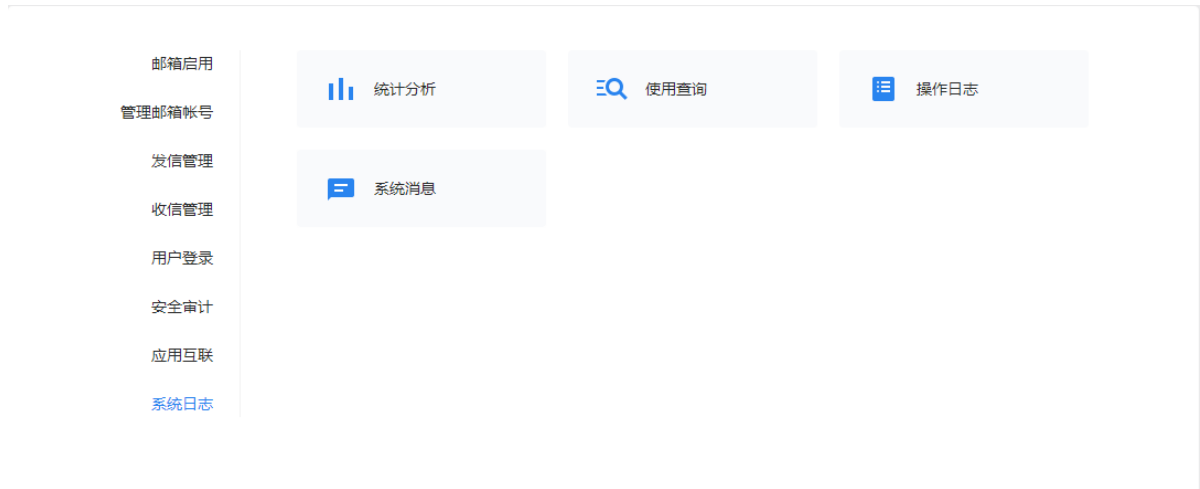 邮箱启用
管理邮箱帐号
发信管理
收信管理
用户登录
安全审计
应用互联
系统日志
统计分析
使用查询
操作日志
系统消息